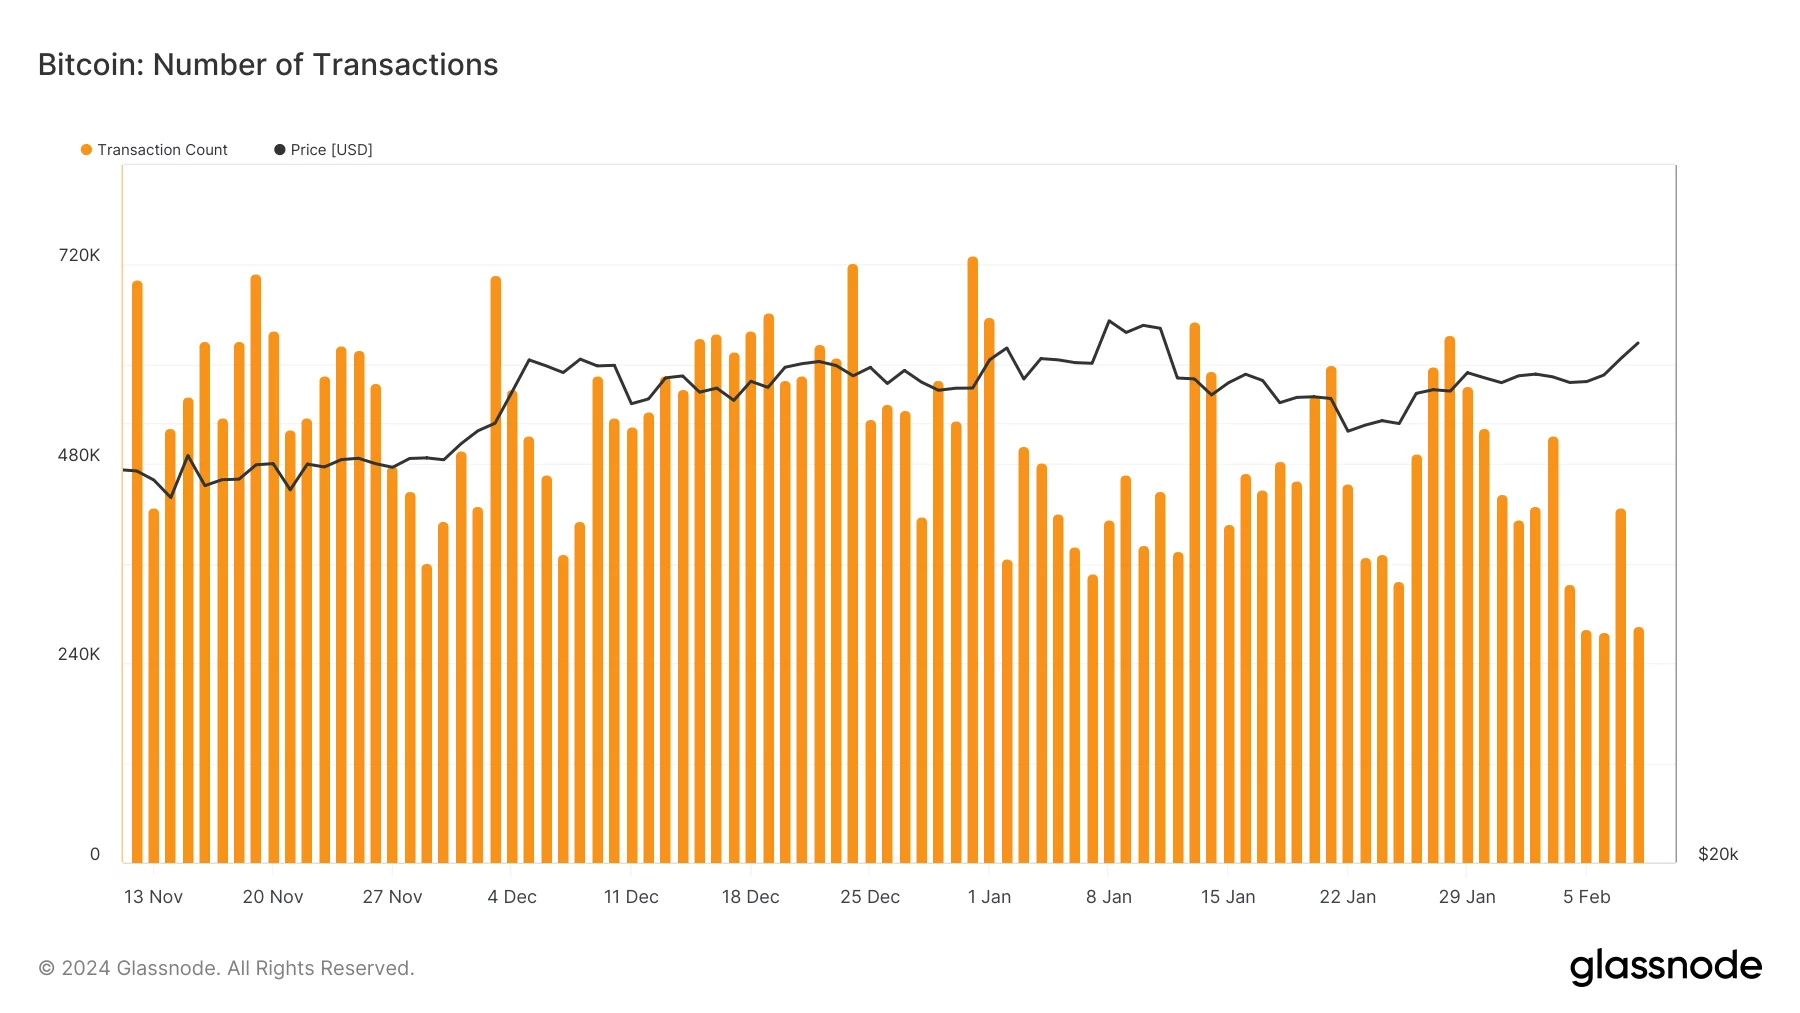 Bitcoin: Number of Transactions
Transaction Count Price [USD]
720K
480K
240K
0 $20k
13 Nov 20 Nov 27 Nov 4 Dec 11 Dec 18 Dec 25 Dec 1 Jan 8 Jan 15 Jan 22 Jan 29 Jan 5 Feb
© 2024 Glassnode. All Rights Reserved. glassnode